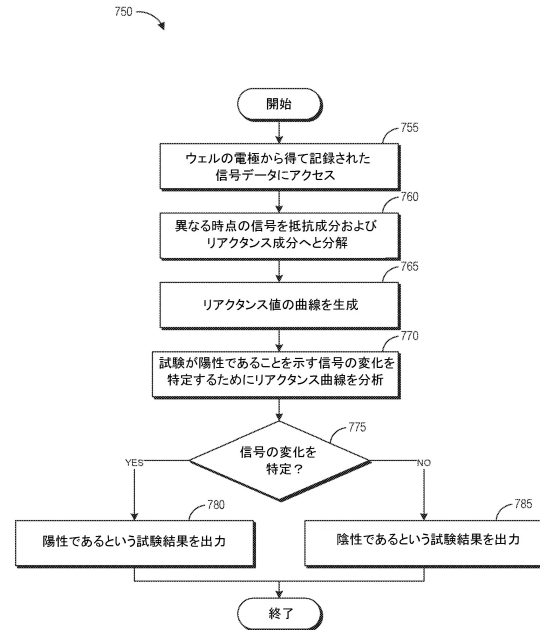 750
開始
755
ウェルの電極から得て記録された
信号データにアクセス
760
異なる時点の信号を抵抗成分および
リアクタンス成分へと分解
765
リアクタンス値の曲線を生成
770
試験が陽性であることを示す信号の変化を
特定するためにリアクタンス曲線を分析
775
信号の変化を
特定？
YES
NO
780
陽性であるという試験結果を出力
785
陰性であるという試験結果を出力
終了